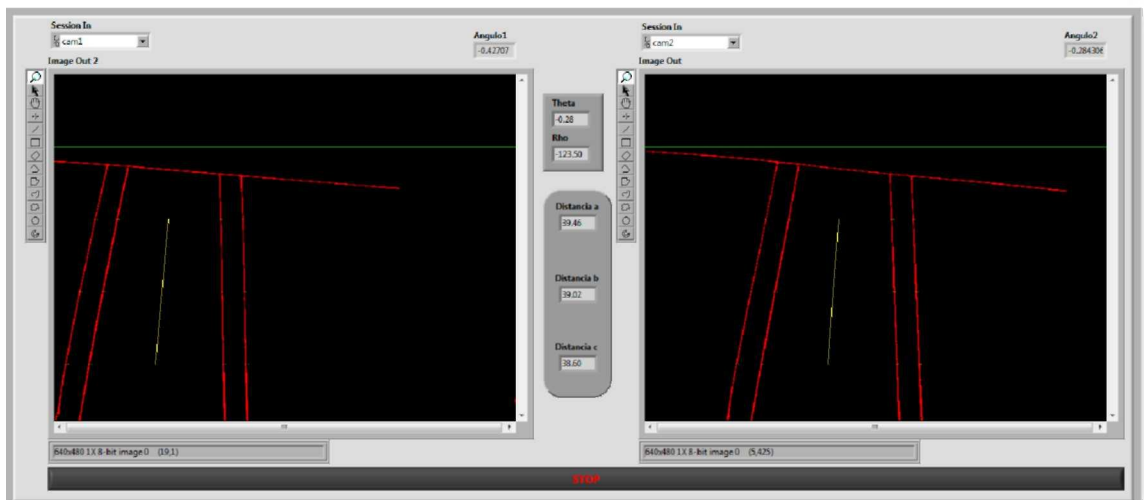 Session In
cam1
Angulo1
-0.42707
Image Out 2
Theta
-0.28
Rho
-123.50
Distancia a
39.46
Distancia b
39.02
Distancia c
38.60
640x480 1X 8-bit image 0 (19,1)
Session In
cam2
Angulo2
-0.284306
Image Out
640x480 1X 8-bit image 0 (5,425)
STOP